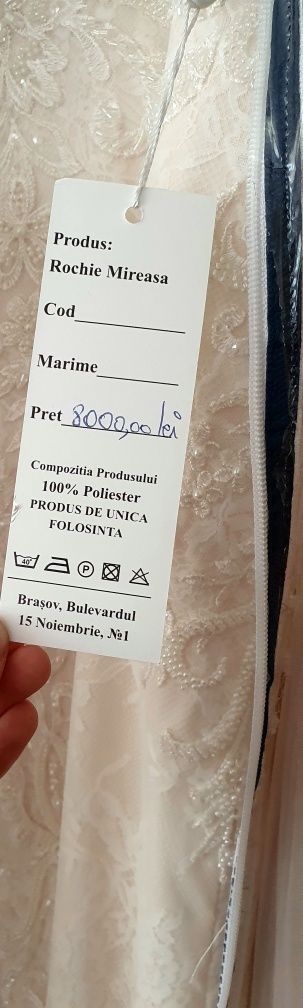 Produs:
Rochie Mireasa
Cod
Marime
Pret 8000,00 lei
Compozitia Produsului
100% Poliester
PRODUS DE UNICA
FOLOSINTA
40° P
Brașov, Bulevardul
15 Noiembrie, №1